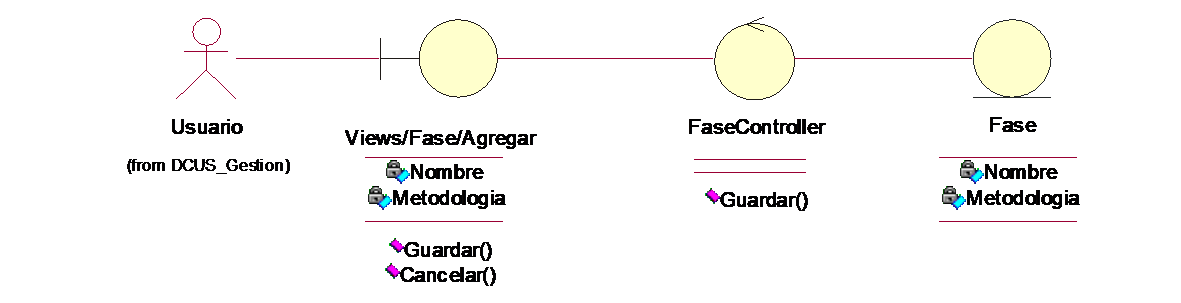 Usuario
(from DCUS_Gestion)
Views/Fase/Agregar
Nombre
Metodologia
Guardar()
Cancelar()
FaseController
Guardar()
Fase
Nombre
Metodologia